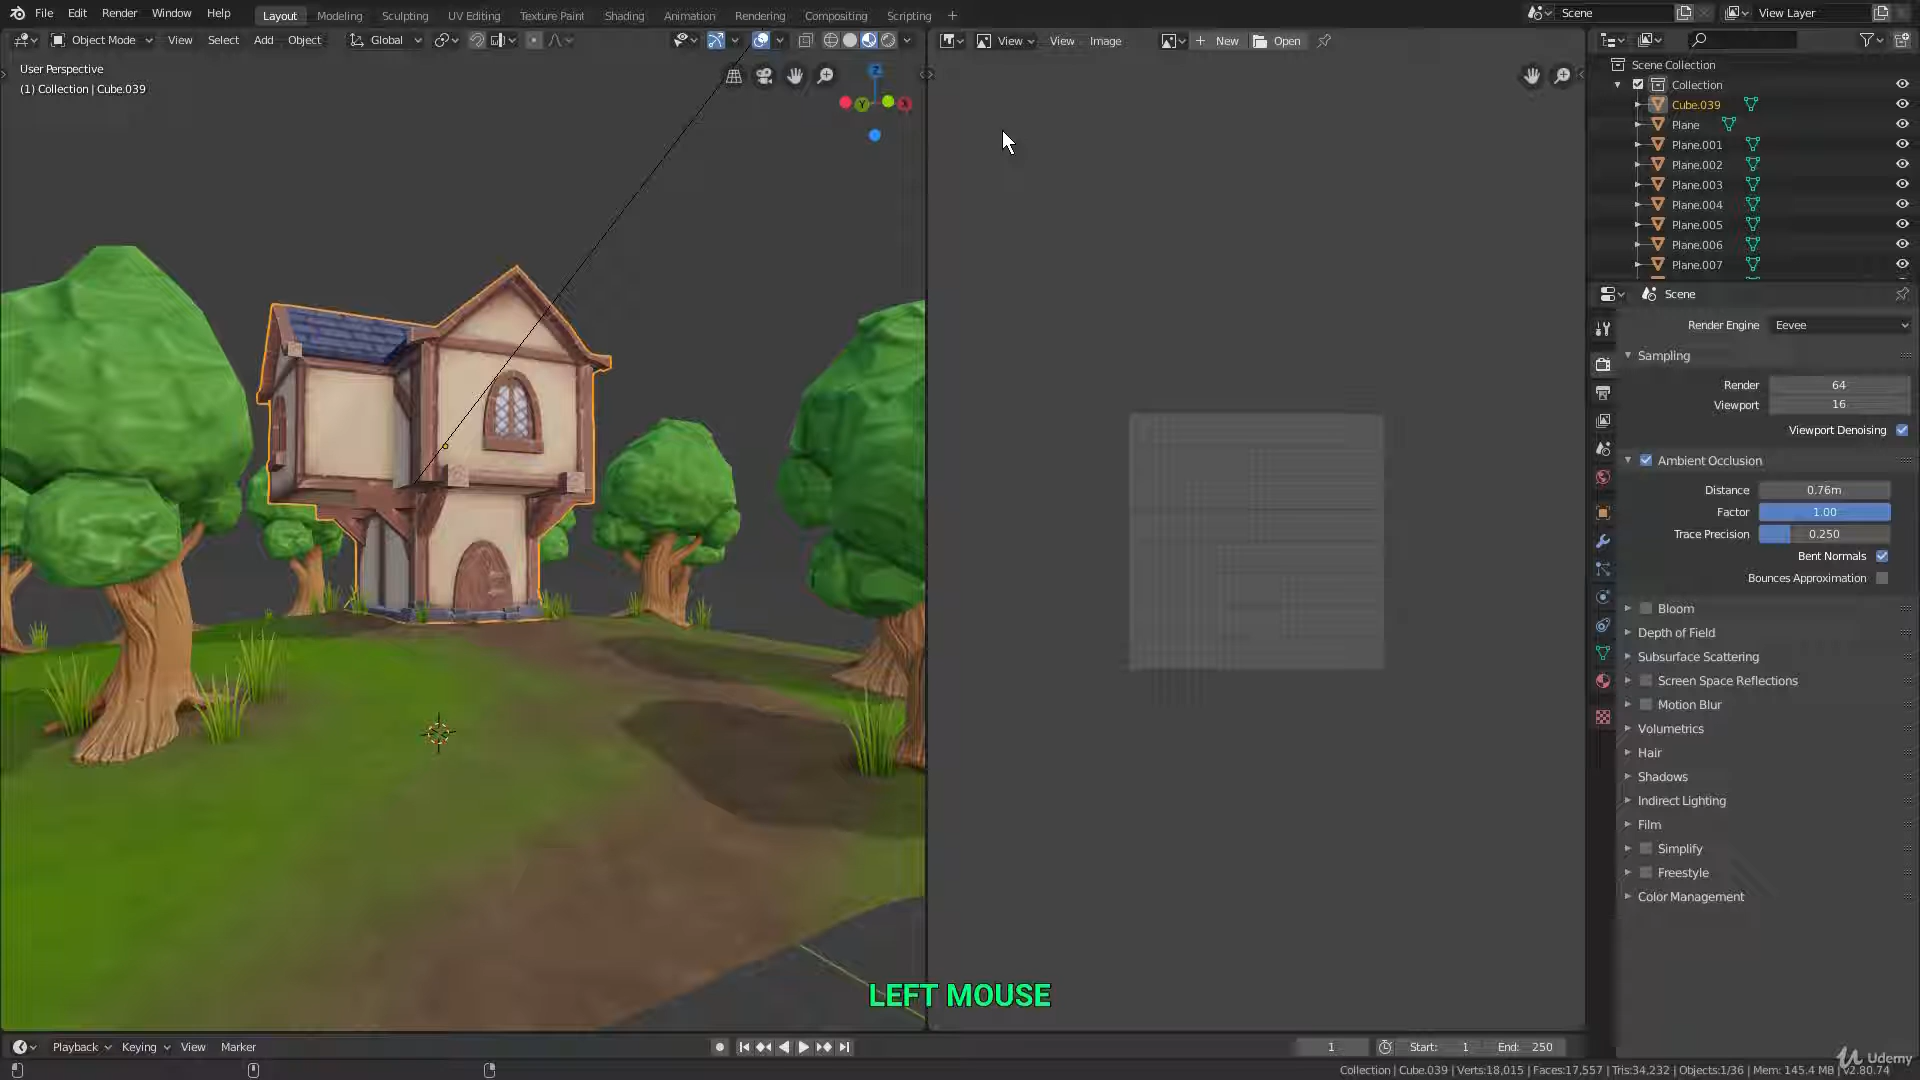 File Edit Render Window Help
Layout Modeling Sculpting UV Editing Texture Paint Shading Animation Rendering Compositing Scripting +
Scene
View Layer
Object Mode View Select Add Object Global
View View Image + New Open
User Perspective
(1) Collection | Cube.039
Z
Y
X
Scene Collection
Collection
Cube.039
Plane
Plane.001
Plane.002
Plane.003
Plane.004
Plane.005
Plane.006
Plane.007
Scene
Render Engine Eevee
Sampling
Render 64
Viewport 16
Viewport Denoising
Ambient Occlusion
Distance 0.76m
Factor 1.00
Trace Precision 0.250
Bent Normals
Bounces Approximation
Bloom
Depth of Field
Subsurface Scattering
Screen Space Reflections
Motion Blur
Volumetrics
Hair
Shadows
Indirect Lighting
Film
Simplify
Freestyle
Color Management
LEFT MOUSE
Playback Keying View Marker
1 Start: 1 End: 250
Collection | Cube.039 | Verts:18,015 | Faces:17,557 | Tris:34,232 | Objects:1/36 | Mem: 145.4 MB | v2.80.74
Udemy